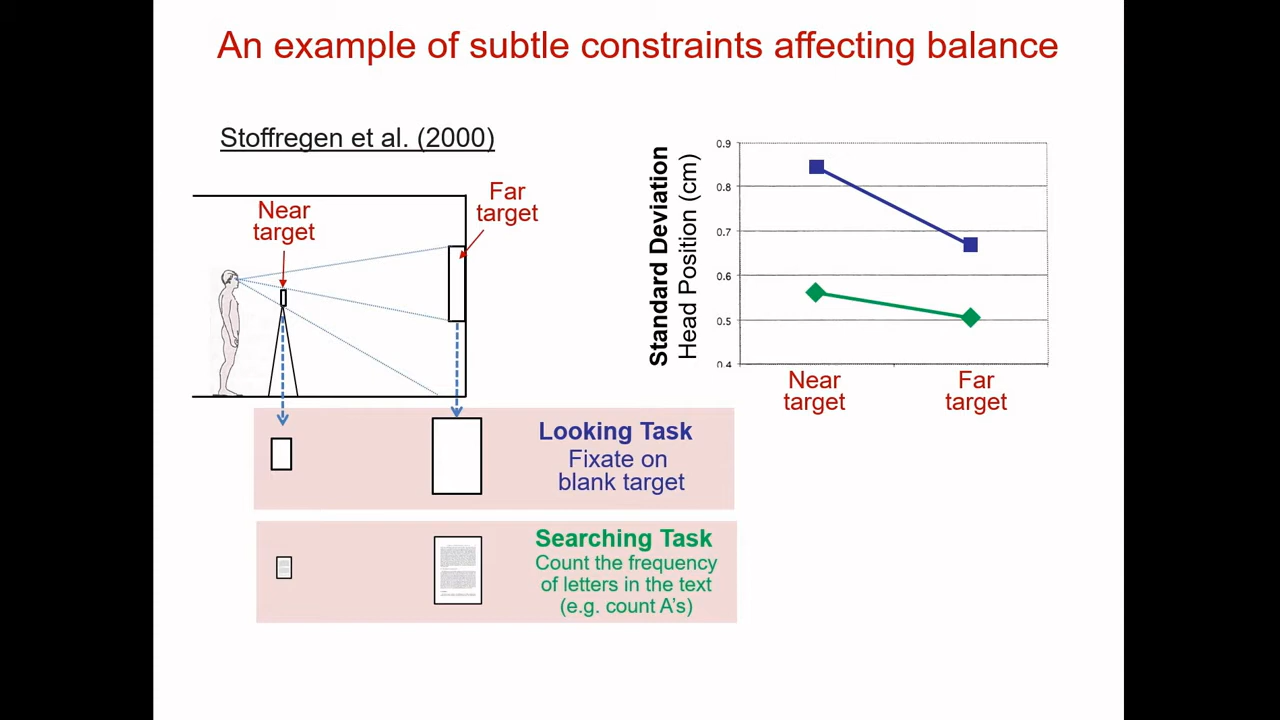 An example of subtle constraints affecting balance
Stoffregen et al. (2000)
Near
target
Far
target
Looking Task
Fixate on
blank target
Searching Task
Count the frequency
of letters in the text
(e.g. count A's)
Standard Deviation
Head Position (cm)
0.9
0.8
0.7
0.6
0.5
0.4
Near
target
Far
target